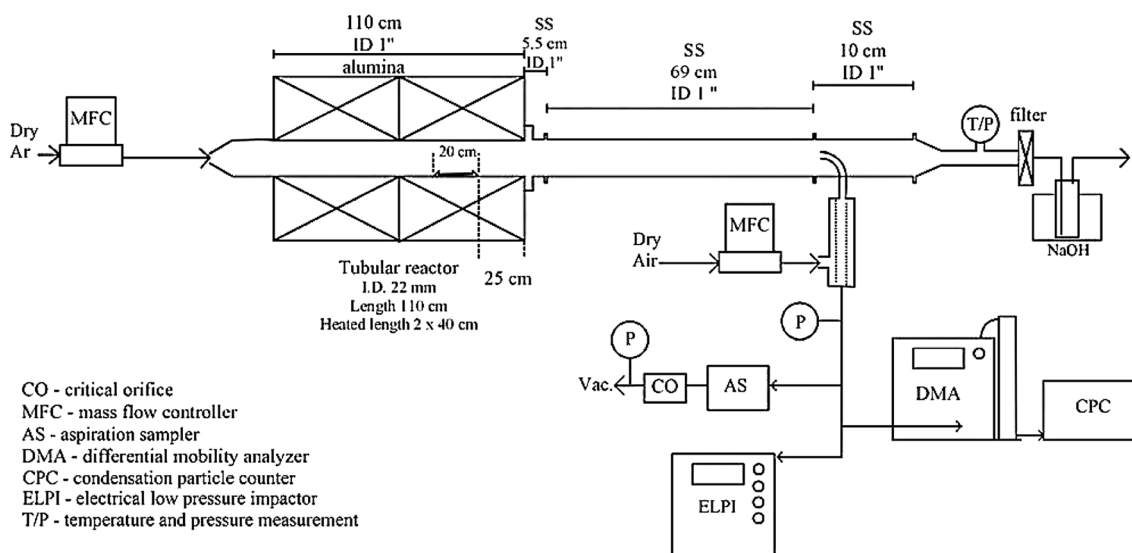 110 cm
ID 1"
alumina
SS
5.5 cm
ID 1"
SS
69 cm
ID 1"
SS
10 cm
ID 1"
MFC
Dry
Ar
20 cm
T/P
filter
NaOH
Tubular reactor
I.D. 22 mm
Length 110 cm
Heated length 2 x 40 cm
25 cm
MFC
Dry
Air
P
P
Vac.
CO
AS
DMA
CPC
ELPI
CO - critical orifice
MFC - mass flow controller
AS - aspiration sampler
DMA - differential mobility analyzer
CPC - condensation particle counter
ELPI - electrical low pressure impactor
T/P - temperature and pressure measurement